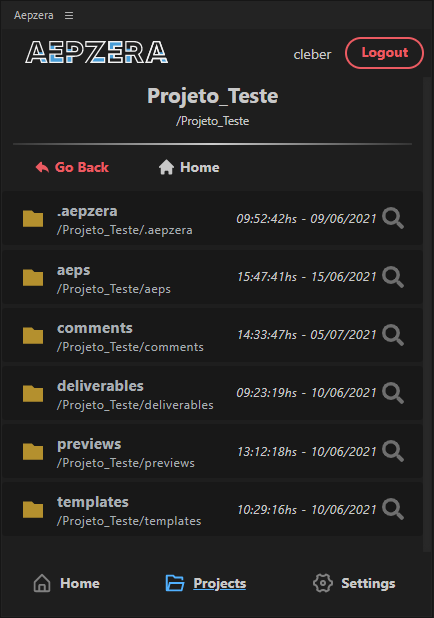 Aepzera
AEPZERA
cleber
Logout
Projeto_Teste
/Projeto_Teste
Go Back
Home
.aepzera
/Projeto_Teste/.aepzera
09:52:42hs - 09/06/2021
aeps
/Projeto_Teste/aeps
15:47:41hs - 15/06/2021
comments
/Projeto_Teste/comments
14:33:47hs - 05/07/2021
deliverables
/Projeto_Teste/deliverables
09:23:19hs - 10/06/2021
previews
/Projeto_Teste/previews
13:12:18hs - 10/06/2021
templates
/Projeto_Teste/templates
10:29:16hs - 10/06/2021
Home
Projects
Settings